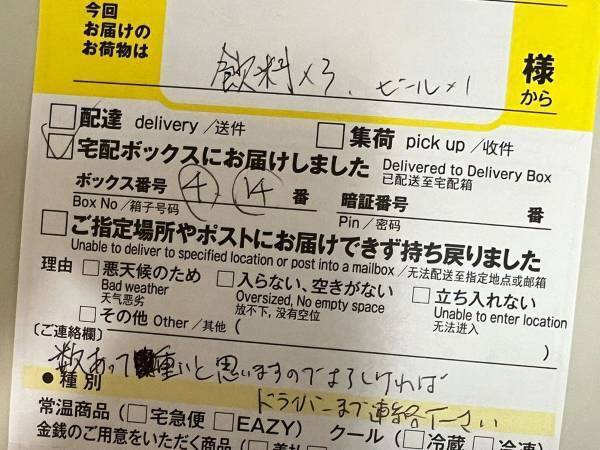 今回
お届けの
お荷物は
飲料×3、ビール×1
様
から
□配達 delivery/送件 □集荷 pick up/收件
☑宅配ボックスにお届けしました Delivered to Delivery Box
已配送至宅配箱
ボックス番号 4, 14 番 暗証番号 番
Box No/箱子号码 Pin/密码
□ご指定場所やポストにお届けできず持ち戻りました
Unable to deliver to specified location or post into a mailbox/无法配送至指定地点或邮箱
理由 □悪天候のため □入らない、空きがない □立ち入れない
Bad weather Oversized, No empty space Unable to enter location
天气恶劣 放不下，没有空位 无法进入
□その他 Other/其他 ( )
(ご連絡欄)
数あって重いと思いますのでよろしければ
ドライバーまで連絡下さい
●種別
常温商品(□宅急便 □EAZY) クール(□冷蔵 □冷凍)
金銭のご用意をいただく商品(□着払